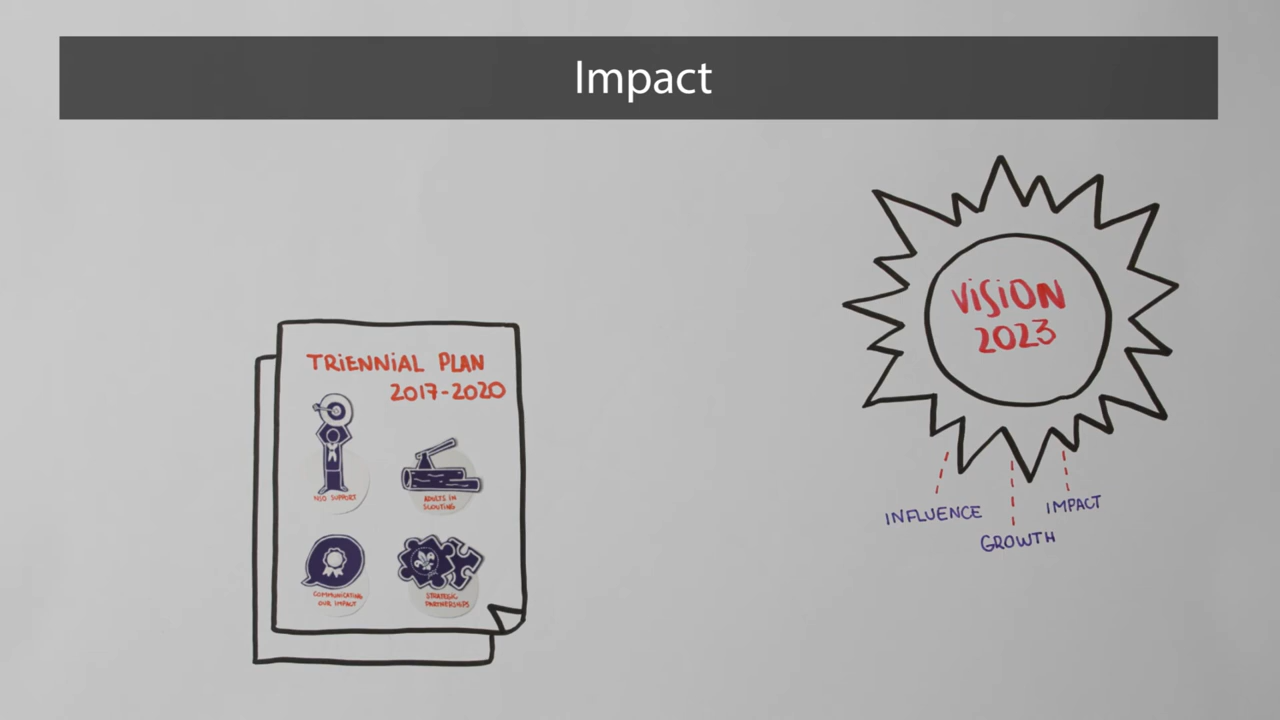 Impact
TRiENNiAL PLAN
2017-2020
NSO SUPPORT
ADULTS IN
SCOUTING
COMMUNICATING
OUR IMPACT
STRATEGIC
PARTNERSHIPS
ViSiON
2023
INFLUENCE
GROWTH
IMPACT